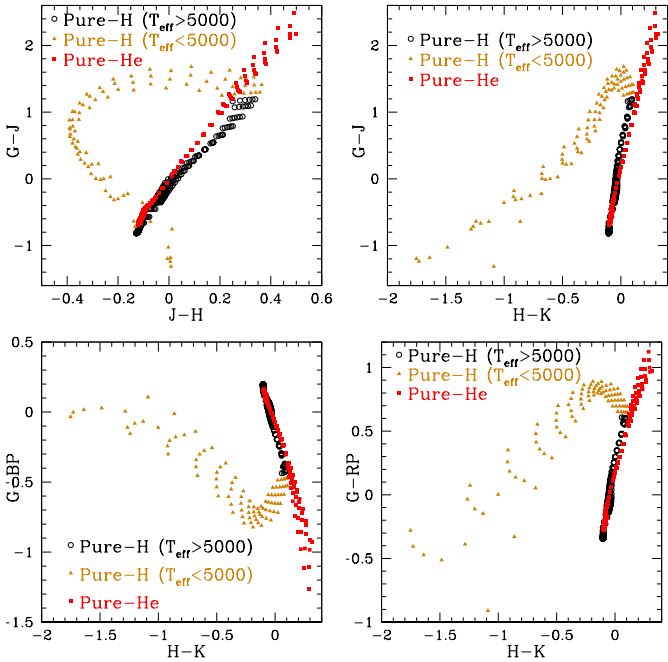 Pure-H (Teff>5000)
Pure-H (Teff<5000)
Pure-He
2
1
0
-1
G-J
-0.4 -0.2 0 0.2 0.4 0.6
J-H
Pure-H (Teff>5000)
Pure-H (Teff<5000)
Pure-He
2
1
0
-1
G-J
-2 -1.5 -1 -0.5 0
H-K
0.5
0
-0.5
-1
-1.5
G-BP
Pure-H (Teff>5000)
Pure-H (Teff<5000)
Pure-He
-2 -1.5 -1 -0.5 0
H-K
Pure-H (Teff>5000)
Pure-H (Teff<5000)
Pure-He
1
0.5
0
-0.5
-1
G-RP
-2 -1.5 -1 -0.5 0
H-K